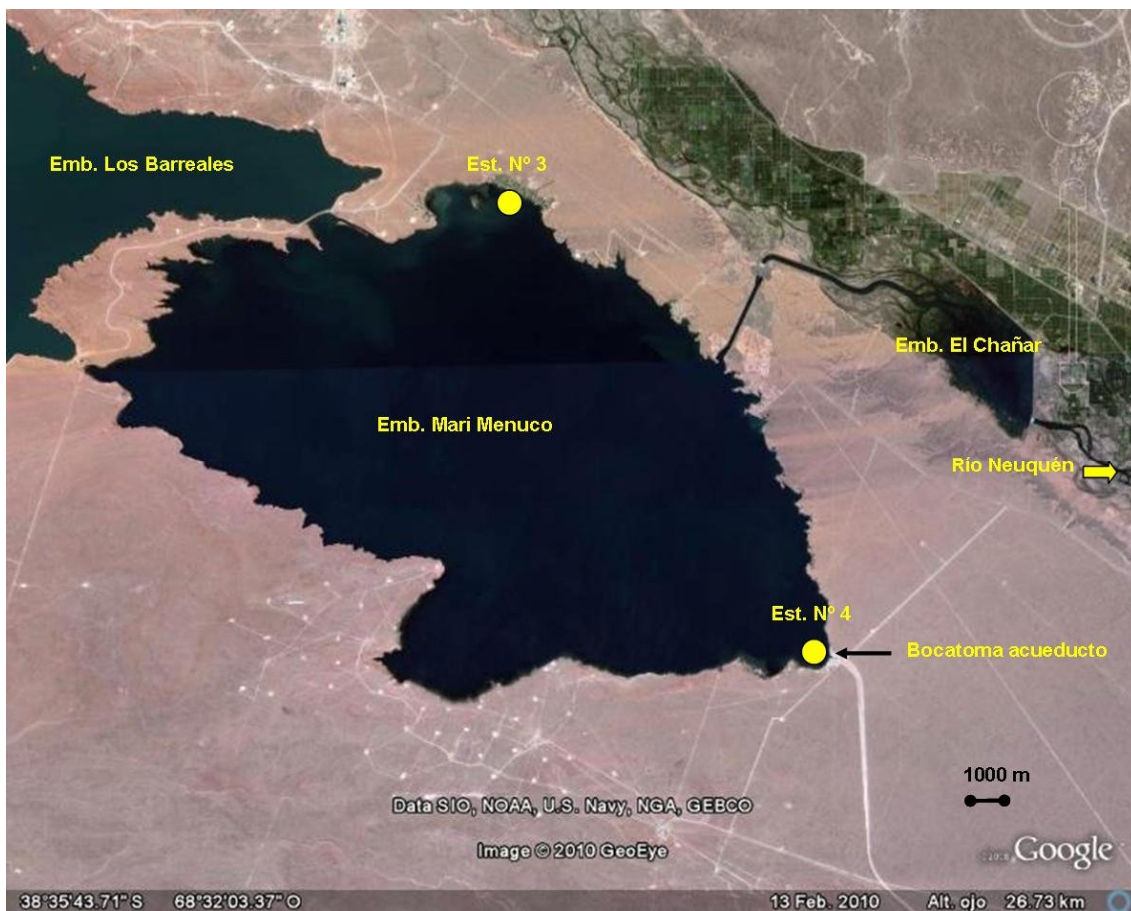 Emb. Los Barreales
Est. Nº 3
Emb. El Chañar
Emb. Mari Menuco
Río Neuquén
Est. Nº 4
Bocatoma acueducto
1000 m
Data SIO, NOAA, U.S. Navy, NGA, GEBCO
Image © 2010 GeoEye
Google
38°35'43.71" S 68°32'03.37" O 13 Feb. 2010 Alt. ojo 26.73 km